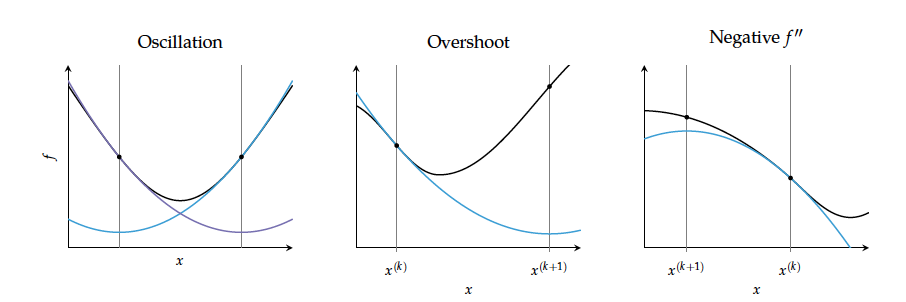 Oscillation
f
x
Overshoot
x^(k)
x^(k+1)
x
Negative f″
x^(k+1)
x^(k)
x